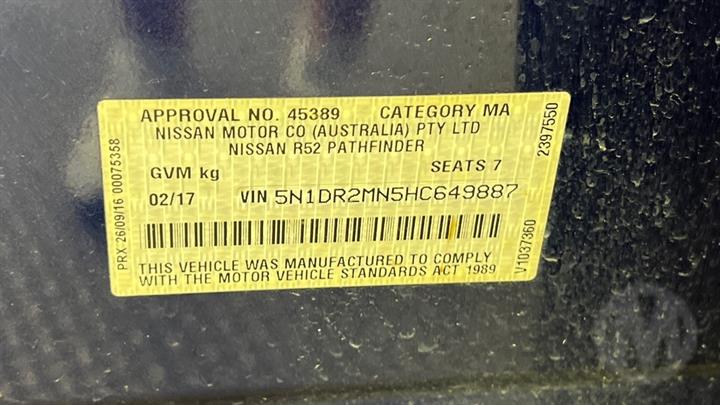 APPROVAL NO. 45389 CATEGORY MA
NISSAN MOTOR CO (AUSTRALIA) PTY LTD
NISSAN R52 PATHFINDER
GVM kg SEATS 7
02/17 VIN 5N1DR2MN5HC649887
THIS VEHICLE WAS MANUFACTURED TO COMPLY
WITH THE MOTOR VEHICLE STANDARDS ACT 1989
PRX 26/09/16 00075358
2397550
V1037360
M